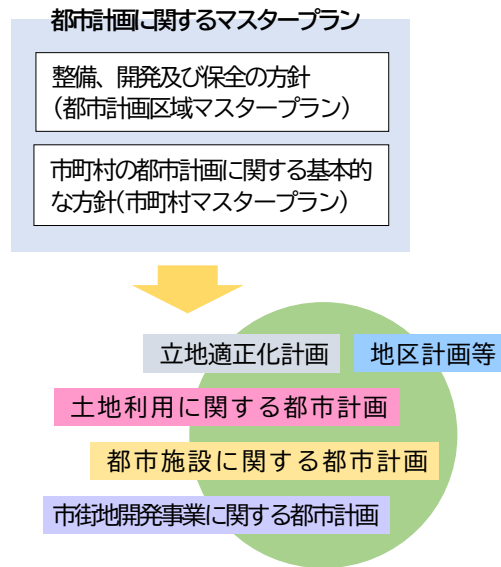 都市計画に関するマスタープラン
整備、開発及び保全の方針
（都市計画区域マスタープラン）
市町村の都市計画に関する基本的
な方針(市町村マスタープラン）
立地適正化計画
地区計画等
土地利用に関する都市計画
都市施設に関する都市計画
市街地開発事業に関する都市計画